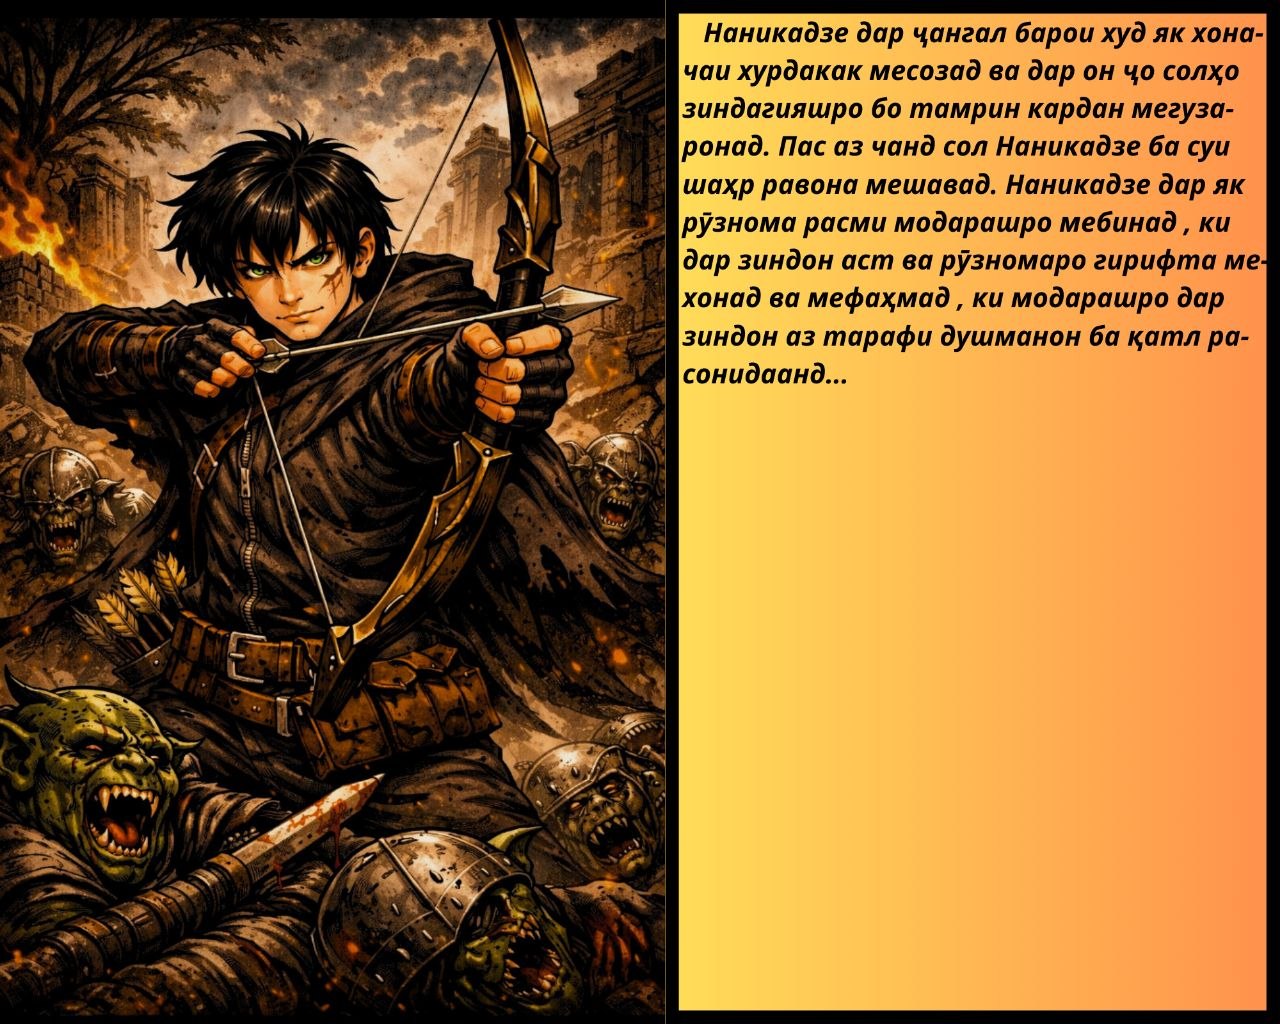 Наникадзе дар ҷангал барои худ як хона-
чаи хурдакак месозад ва дар он ҷо солҳо
зиндагияшро бо тамрин кардан мегуза-
ронад. Пас аз чанд сол Наникадзе ба суи
шаҳр равона мешавад. Наникадзе дар як
рӯзнома расми модарашро мебинад , ки
дар зиндон аст ва рӯзномаро гирифта ме-
хонад ва мефаҳмад , ки модарашро дар
зиндон аз тарафи душманон ба қатл ра-
сонидаанд...